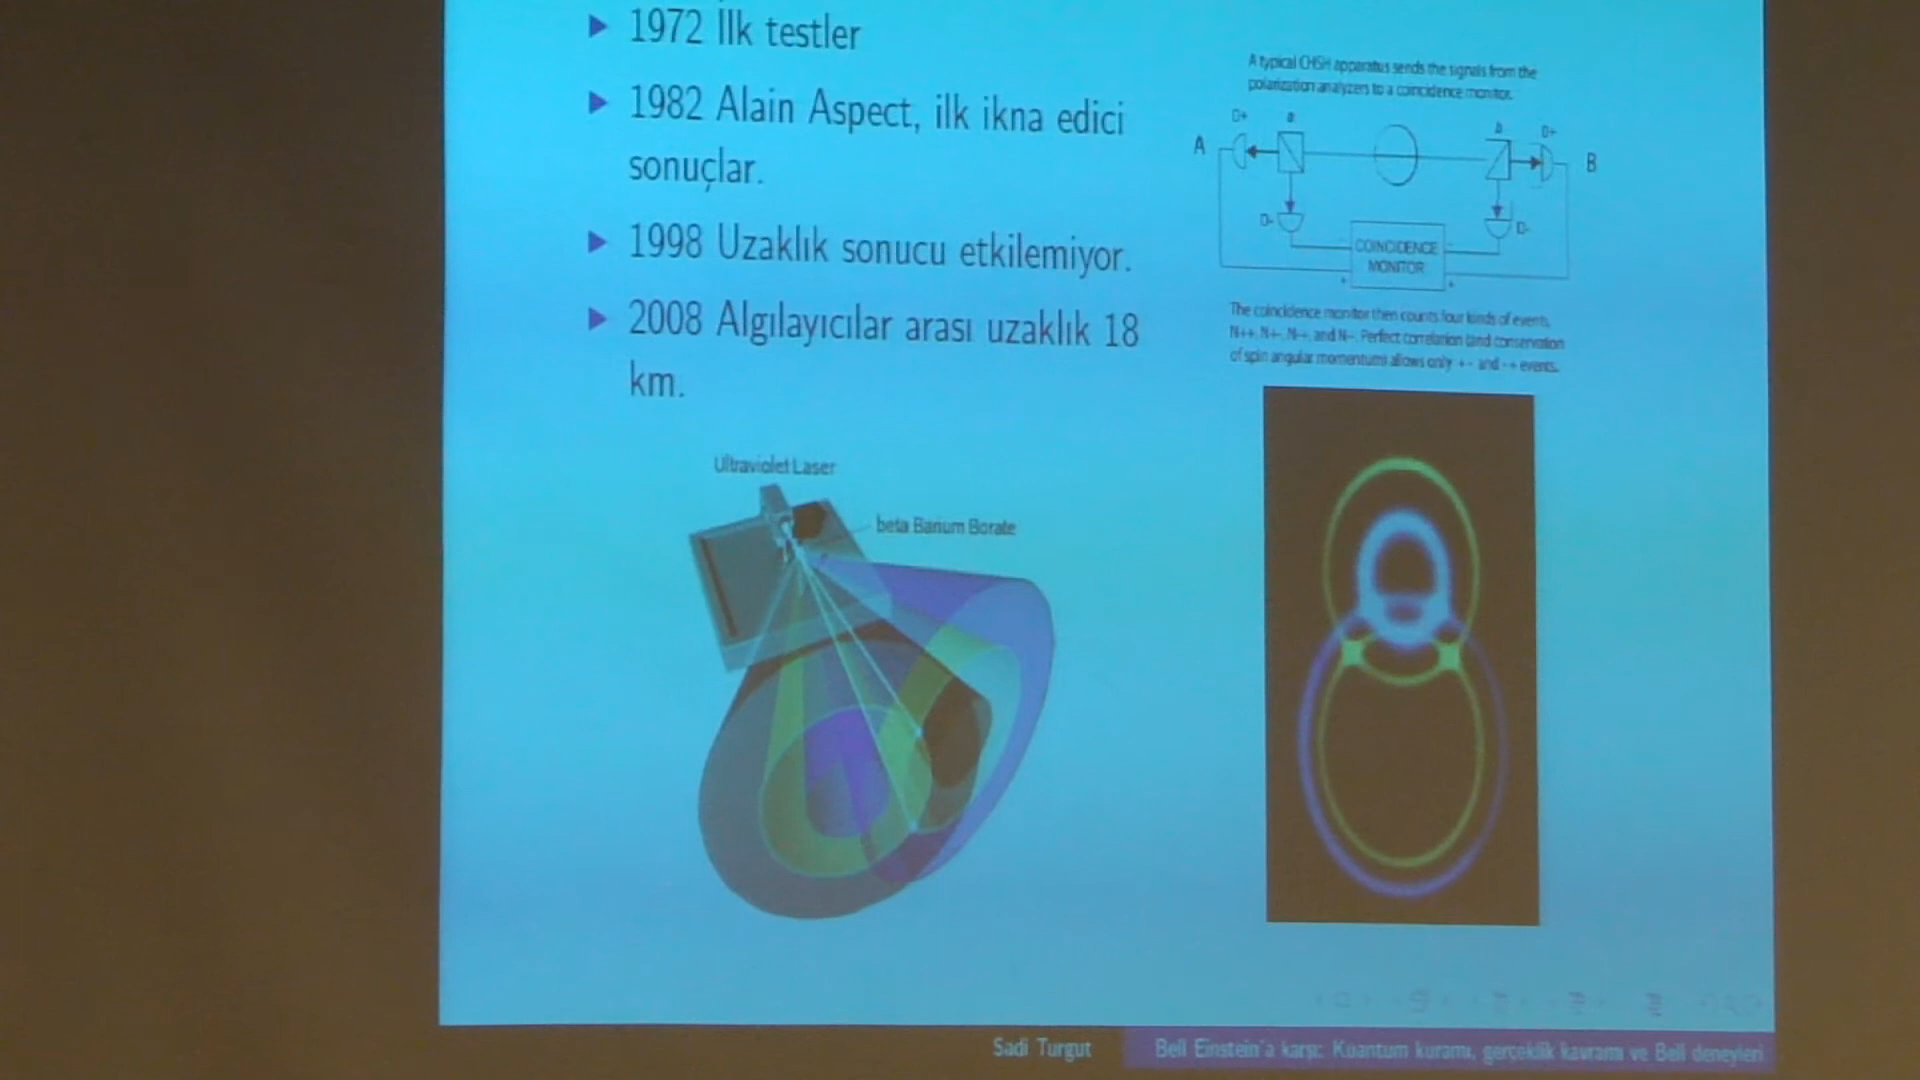 1972 İlk testler
1982 Alain Aspect, ilk ikna edici
sonuçlar.
1998 Uzaklık sonucu etkilemiyor.
2008 Algılayıcılar arası uzaklık 18
km.
A typical CHSH apparatus sends the signals from the
polarization analyzers to a coincidence monitor.
D+ a b D+
A B
D- D-
COINCIDENCE
MONITOR
The coincidence monitor then counts four kinds of events,
and Perfect correlation (and conservation
of spin angular momentum) allows only +- and -+ events.
Ultraviolet Laser
beta Barium Borate
Sadi Turgut
Bell Einstein'a karşı: Kuantum kuramı, gerçeklik kavramı ve Bell deneyleri